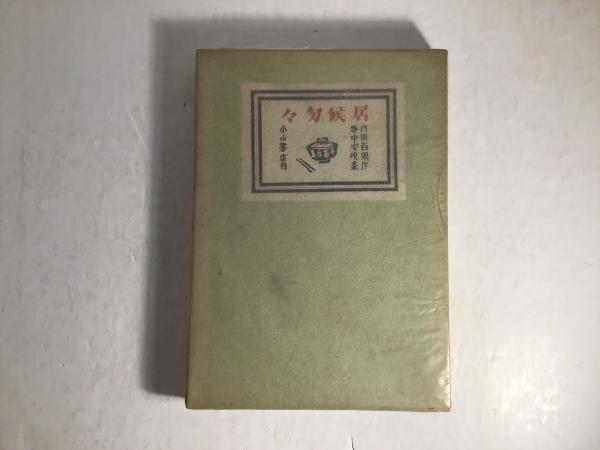 居候匆々
内田百閒作
谷中安規畫
小山書店刊